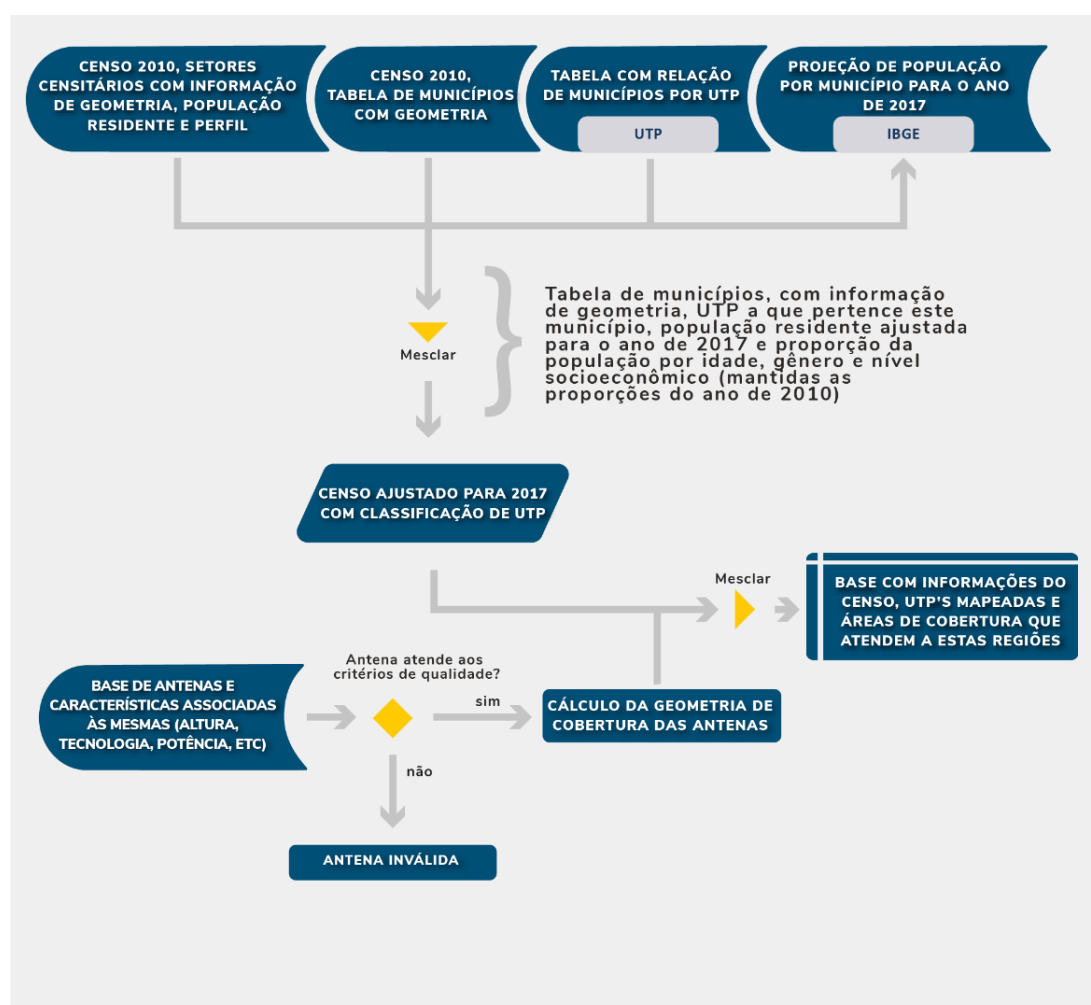 CENSO 2010, SETORES
CENSITÁRIOS COM INFORMAÇÃO
DE GEOMETRIA, POPULAÇÃO
RESIDENTE E PERFIL
CENSO 2010,
TABELA DE MUNICÍPIOS
COM GEOMETRIA
TABELA COM RELAÇÃO
DE MUNICÍPIOS POR UTP
UTP
PROJEÇÃO DE POPULAÇÃO
POR MUNICÍPIO PARA O ANO
DE 2017
IBGE
Mesclar
Tabela de municípios, com informação
de geometria, UTP a que pertence este
município, população residente ajustada
para o ano de 2017 e proporção da
população por idade, gênero e nível
socioeconômico (mantidas as
proporções do ano de 2010)
CENSO AJUSTADO PARA 2017
COM CLASSIFICAÇÃO DE UTP
Mesclar
BASE COM INFORMAÇÕES DO
CENSO, UTP'S MAPEADAS E
ÁREAS DE COBERTURA QUE
ATENDEM A ESTAS REGIÕES
BASE DE ANTENAS E
CARACTERÍSTICAS ASSOCIADAS
ÀS MESMAS (ALTURA,
TECNOLOGIA, POTÊNCIA, ETC)
Antena atende aos
critérios de qualidade?
sim
CÁLCULO DA GEOMETRIA DE
COBERTURA DAS ANTENAS
não
ANTENA INVÁLIDA